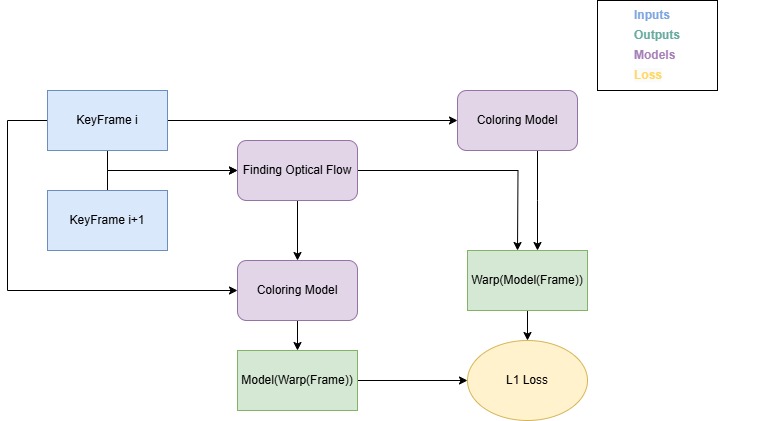 Inputs
Outputs
Models
Loss
KeyFrame i
Coloring Model
Finding Optical Flow
KeyFrame i+1
Coloring Model
Warp(Model(Frame))
Model(Warp(Frame))
L1 Loss